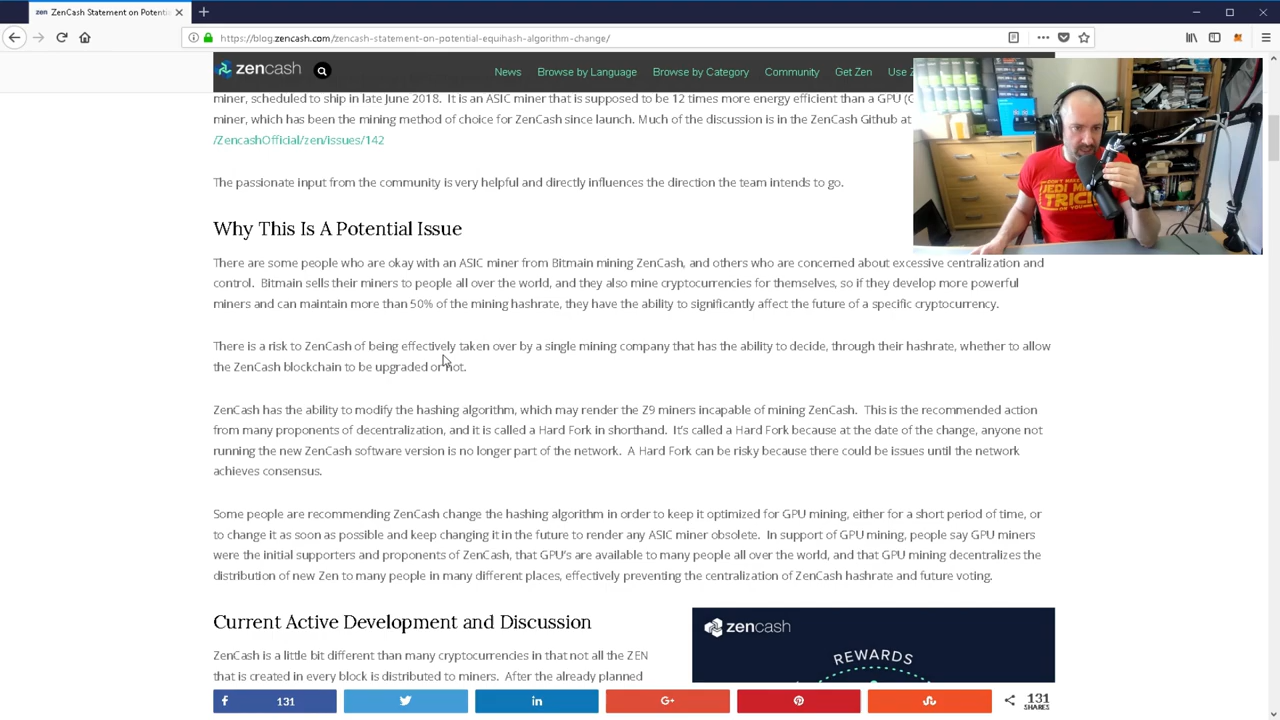 zen ZenCash Statement on Potenti
https://blog.zencash.com/zencash-statement-on-potential-equihash-algorithm-change/
zencash News Browse by Language Browse by Category Community Get Zen Use
miner, scheduled to ship in late June 2018. It is an ASIC miner that is supposed to be 12 times more energy efficient than a GPU
miner, which has been the mining method of choice for ZenCash since launch. Much of the discussion is in the ZenCash Github at
/ZencashOfficial/zen/issues/142
The passionate input from the community is very helpful and directly influences the direction the team intends to go.
DON'T MAKE
JEDI
TRIC
Why This Is A Potential Issue
There are some people who are okay with an ASIC miner from Bitmain mining ZenCash, and others who are concerned about excessive centralization and
control. Bitmain sells their miners to people all over the world, and they also mine cryptocurrencies for themselves, so if they develop more powerful
miners and can maintain more than 50% of the mining hashrate, they have the ability to significantly affect the future of a specific cryptocurrency.
There is a risk to ZenCash of being effectively taken over by a single mining company that has the ability to decide, through their hashrate, whether to allow
the ZenCash blockchain to be upgraded or not.
ZenCash has the ability to modify the hashing algorithm, which may render the Z9 miners incapable of mining ZenCash. This is the recommended action
from many proponents of decentralization, and it is called a Hard Fork in shorthand. It's called a Hard Fork because at the date of the change, anyone not
running the new ZenCash software version is no longer part of the network. A Hard Fork can be risky because there could be issues until the network
achieves consensus.
Some people are recommending ZenCash change the hashing algorithm in order to keep it optimized for GPU mining, either for a short period of time, or
to change it as soon as possible and keep changing it in the future to render any ASIC miner obsolete. In support of GPU mining, people say GPU miners
were the initial supporters and proponents of ZenCash, that GPU's are available to many people all over the world, and that GPU mining decentralizes the
distribution of new Zen to many people in many different places, effectively preventing the centralization of ZenCash hashrate and future voting.
Current Active Development and Discussion
ZenCash is a little bit different than many cryptocurrencies in that not all the ZEN
that is created in every block is distributed to miners. After the already planned
zencash
REWARDS
131
131
SHARES